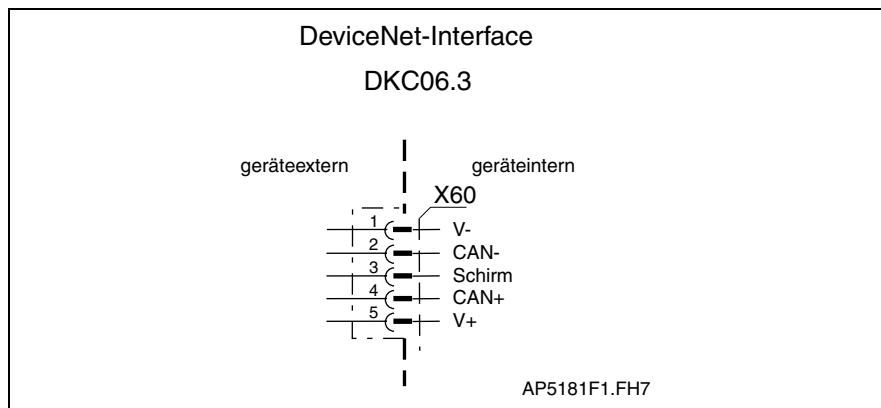 DeviceNet-Interface
DKC06.3
geräteextern
geräteintern
X60
1 V-
2 CAN-
3 Schirm
4 CAN+
5 V+
AP5181F1.FH7